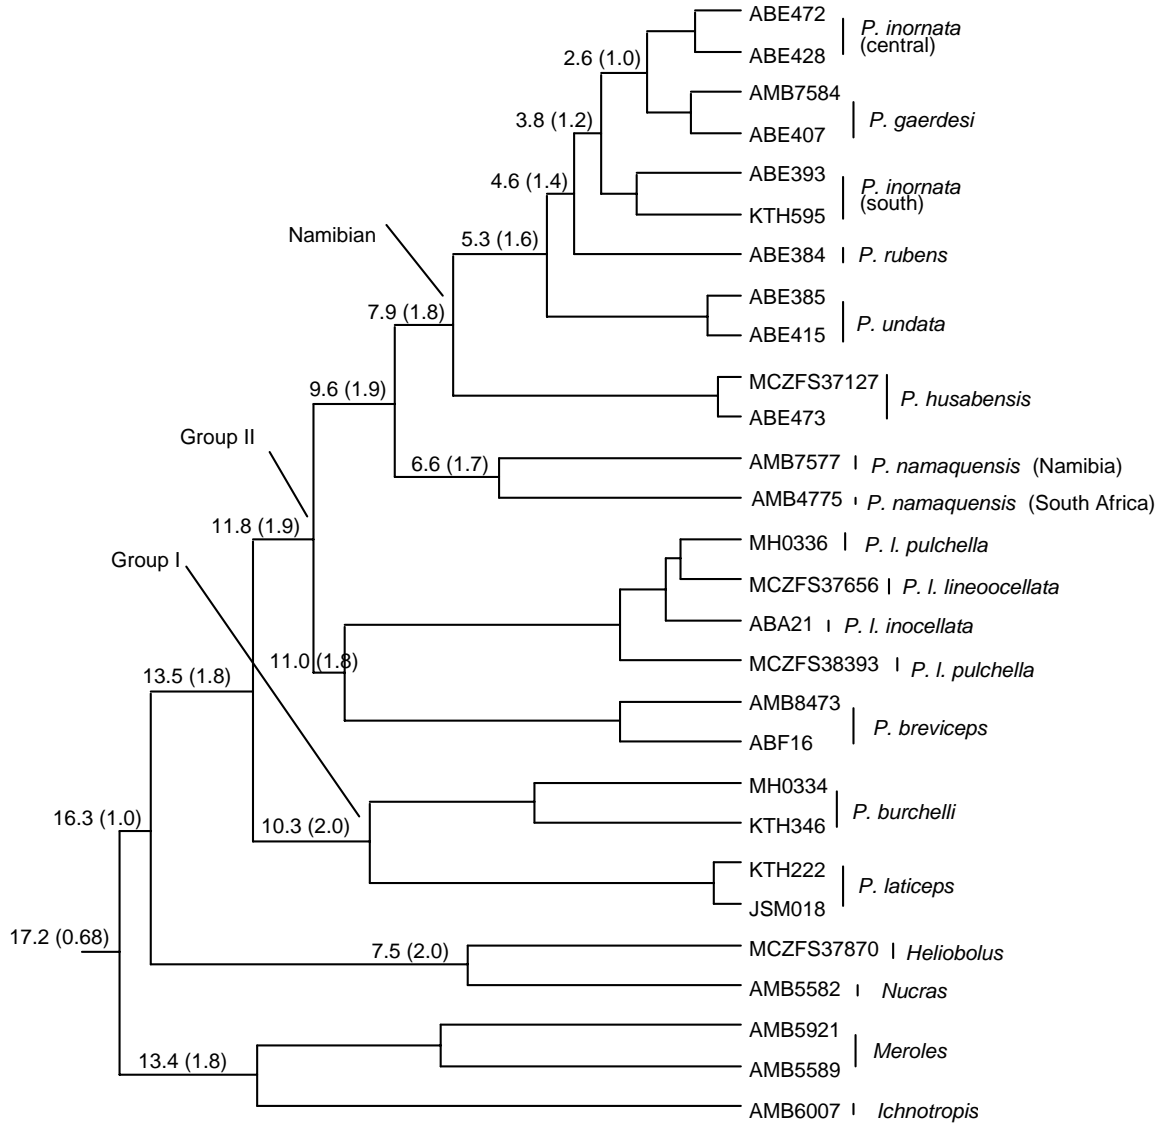 ABE472
P. inornata
(central)
2.6 (1.0)
ABE428
AMB7584
3.8 (1.2)
P. gaerdesi
ABE407
ABE393
4.6 (1.4)
P. inornata
(south)
KTH595
Namibian
5.3 (1.6)
ABE384
P. rubens
ABE385
7.9 (1.8)
P. undata
ABE415
MCZFS37127
9.6 (1.9)
P. husabensis
ABE473
Group II
6.6 (1.7)
AMB7577
P. namaquensis (Namibia)
AMB4775
P. namaquensis (South Africa)
11.8 (1.9)
MH0336
P. l. pulchella
Group I
MCZFS37656
P. l. lineoocellata
ABA21
P. l. inocellata
11.0 (1.8)
MCZFS38393
P. l. pulchella
13.5 (1.8)
AMB8473
P. breviceps
ABF16
MH0334
P. burchelli
16.3 (1.0)
10.3 (2.0)
KTH346
KTH222
P. laticeps
JSM018
17.2 (0.68)
7.5 (2.0)
MCZFS37870
Heliobolus
AMB5582
Nucras
AMB5921
13.4 (1.8)
Meroles
AMB5589
AMB6007
Ichnotropis